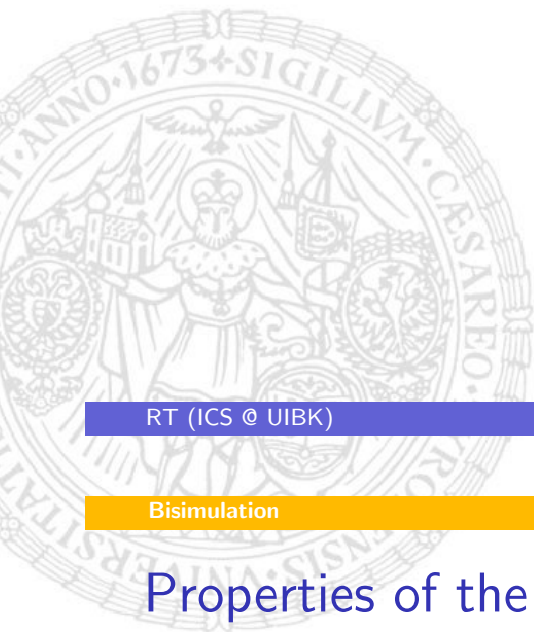 ANNO·1673+SIGILLVM·CÆSAREO·
RT (ICS @ UIBK)
Bisimulation
Properties of the